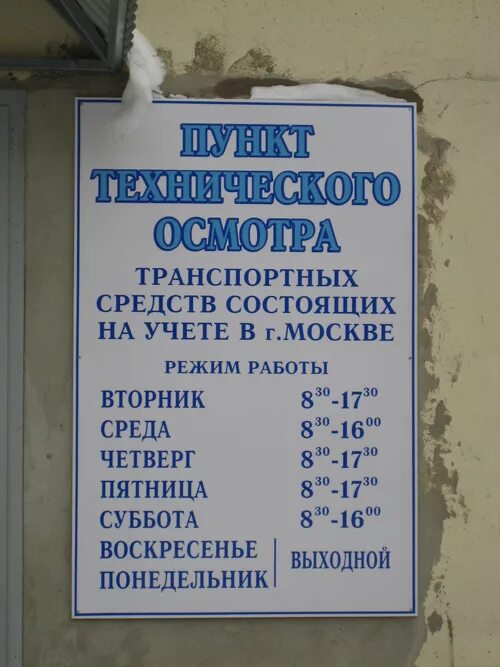 ПУНКТ
ТЕХНИЧЕСКОГО
ОСМОТРА
ТРАНСПОРТНЫХ
СРЕДСТВ СОСТОЯЩИХ
НА УЧЕТЕ В г.МОСКВЕ
РЕЖИМ РАБОТЫ
ВТОРНИК 8³⁰-17³⁰
СРЕДА 8³⁰-16⁰⁰
ЧЕТВЕРГ 8³⁰-17³⁰
ПЯТНИЦА 8³⁰-17³⁰
СУББОТА 8³⁰-16⁰⁰
ВОСКРЕСЕНЬЕ
ПОНЕДЕЛЬНИК
ВЫХОДНОЙ